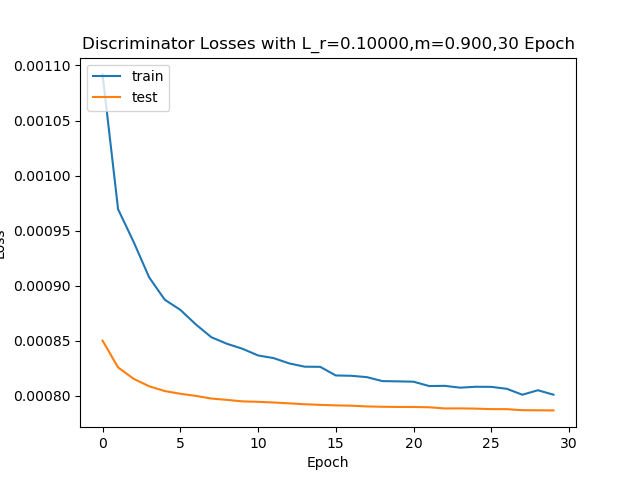 Discriminator Losses with L_r=0.10000,m=0.900,30 Epoch
train
test
0.00110
0.00105
0.00100
0.00095
0.00090
0.00085
0.00080
Loss
0 5 10 15 20 25 30
Epoch